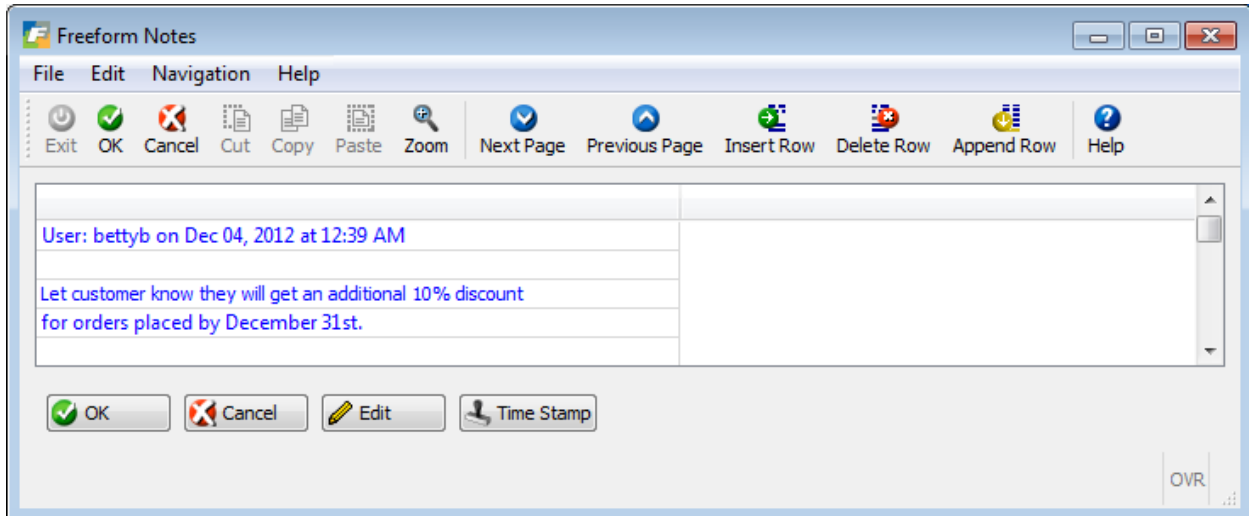 Freeform Notes
File Edit Navigation Help
Exit OK Cancel Cut Copy Paste Zoom Next Page Previous Page Insert Row Delete Row Append Row Help
User: bettyb on Dec 04, 2012 at 12:39 AM
Let customer know they will get an additional 10% discount
for orders placed by December 31st.
OK Cancel Edit Time Stamp
OVR